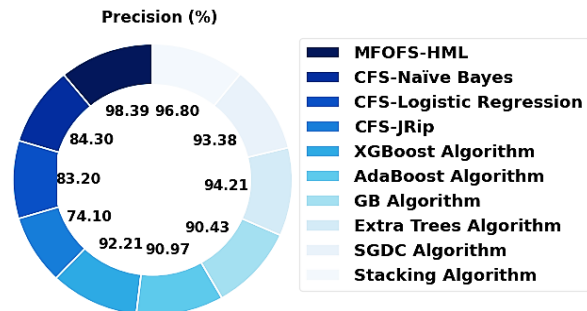 Precision (%)
98.39
96.80
84.30
93.38
83.20
94.21
74.10
90.43
92.21
90.97
MFOFS-HML
CFS-Naïve Bayes
CFS-Logistic Regression
CFS-JRip
XGBoost Algorithm
AdaBoost Algorithm
GB Algorithm
Extra Trees Algorithm
SGDC Algorithm
Stacking Algorithm